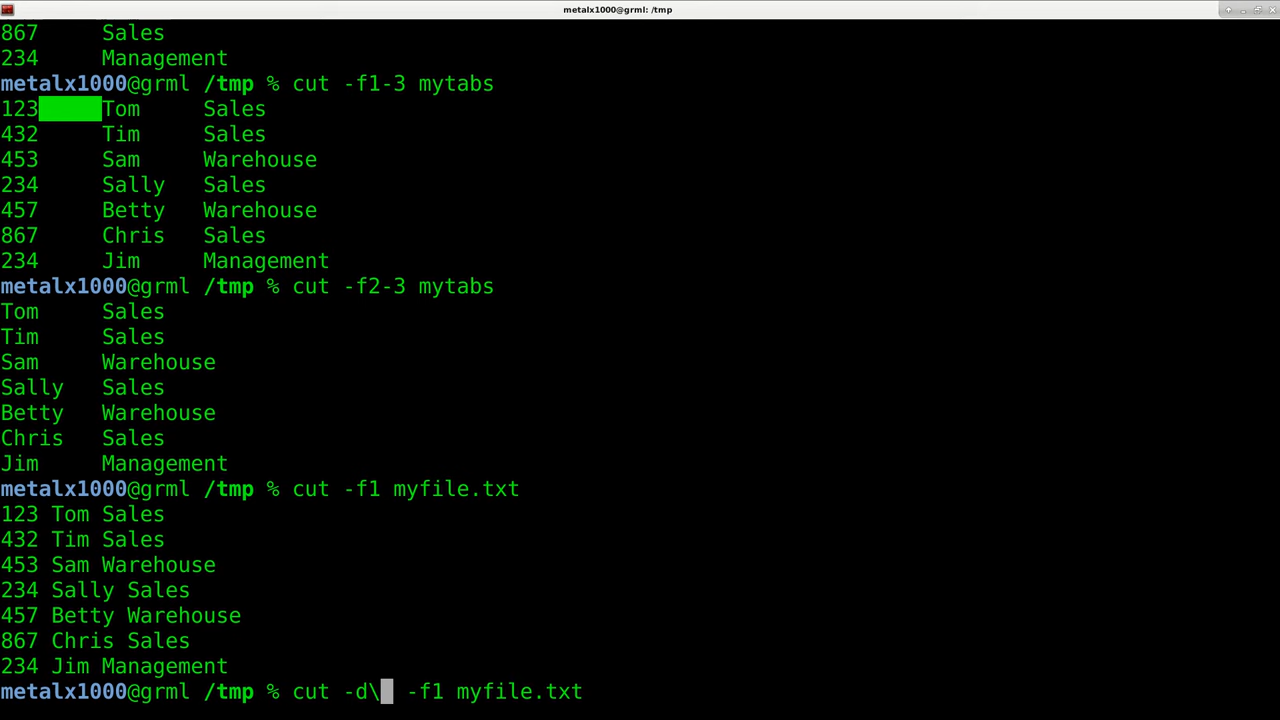 metalx1000@grml: /tmp
867     Sales
234     Management
metalx1000@grml /tmp % cut -f1-3 mytabs
123     Tom     Sales
432     Tim     Sales
453     Sam     Warehouse
234     Sally   Sales
457     Betty   Warehouse
867     Chris   Sales
234     Jim     Management
metalx1000@grml /tmp % cut -f2-3 mytabs
Tom     Sales
Tim     Sales
Sam     Warehouse
Sally   Sales
Betty   Warehouse
Chris   Sales
Jim     Management
metalx1000@grml /tmp % cut -f1 myfile.txt
123 Tom Sales
432 Tim Sales
453 Sam Warehouse
234 Sally Sales
457 Betty Warehouse
867 Chris Sales
234 Jim Management
metalx1000@grml /tmp % cut -d\  -f1 myfile.txt